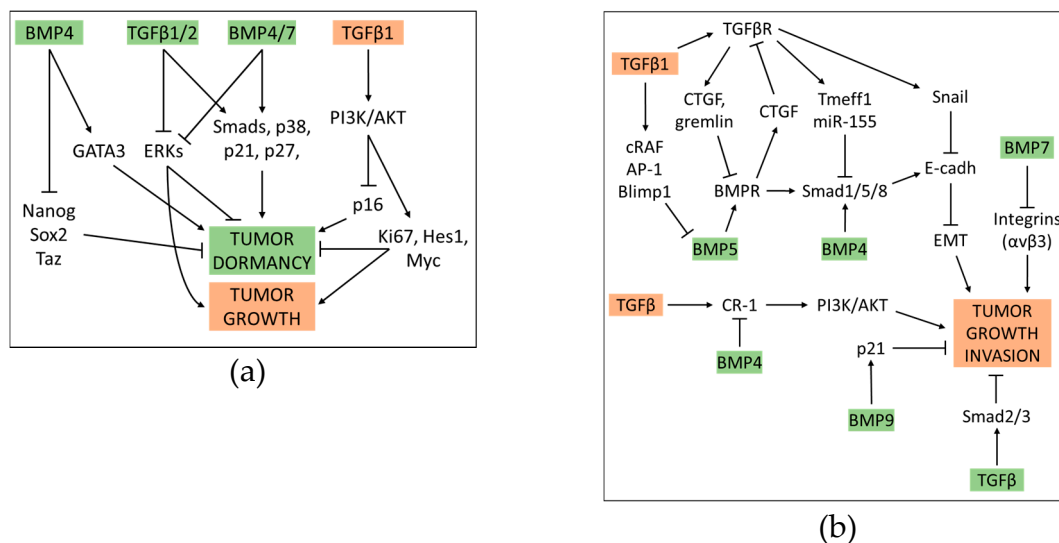 BMP4
TGFβ1/2
BMP4/7
TGFβ1
PI3K/AKT
Smads, p38,
p21, p27,
GATA3
ERKs
p16
Nanog
Sox2
Taz
TUMOR
DORMANCY
Ki67, Hes1,
Myc
TUMOR
GROWTH
(a)
TGFβR
TGFβ1
CTGF,
gremlin
CTGF
Tmeff1
miR-155
Snail
cRAF
AP-1
Blimp1
BMPR
Smad1/5/8
E-cadh
BMP7
BMP5
BMP4
EMT
Integrins
(αvβ3)
TGFβ
CR-1
PI3K/AKT
TUMOR
GROWTH
INVASION
BMP4
p21
BMP9
Smad2/3
TGFβ
(b)